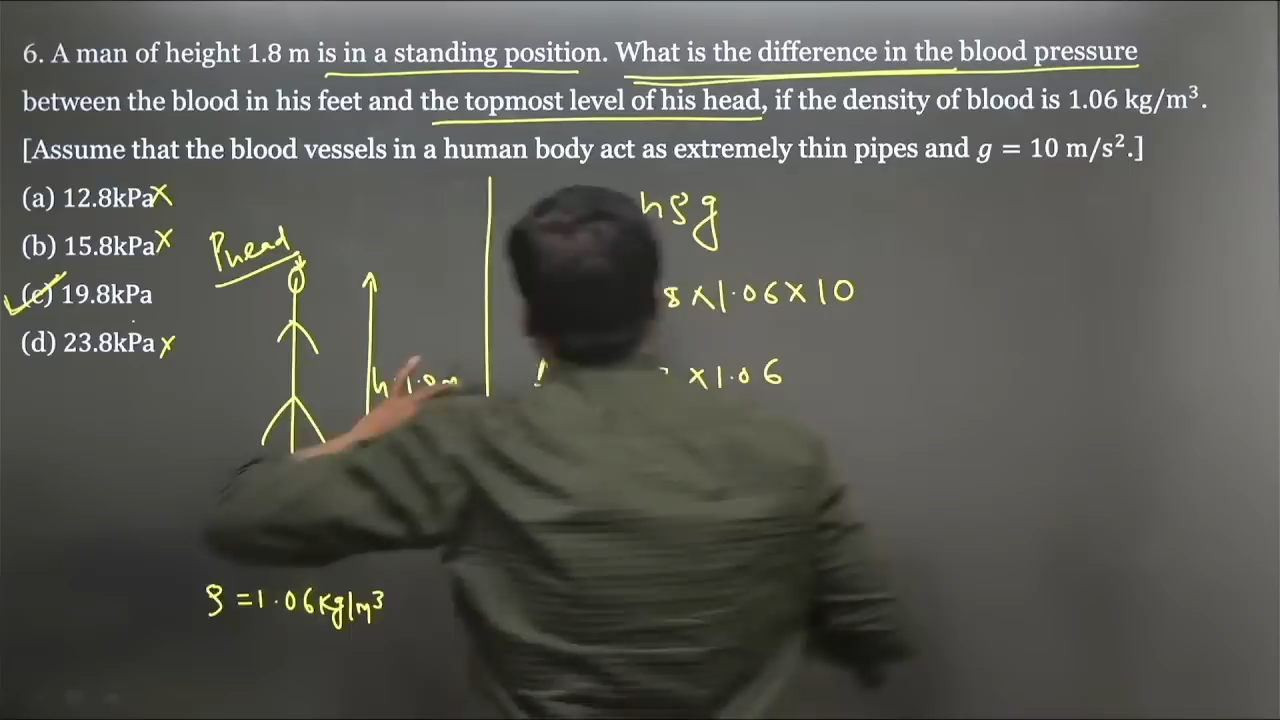 6. A man of height 1.8 m is in a standing position. What is the difference in the blood pressure
between the blood in his feet and the topmost level of his head, if the density of blood is 1.06 kg/m³.
[Assume that the blood vessels in a human body act as extremely thin pipes and g = 10 m/s².]
(a) 12.8kPa×
(b) 15.8kPa×
(c) 19.8kPa
(d) 23.8kPa×
Phead
hρg
8×1.06×10
×1.06
ρ=1.06kg/m³